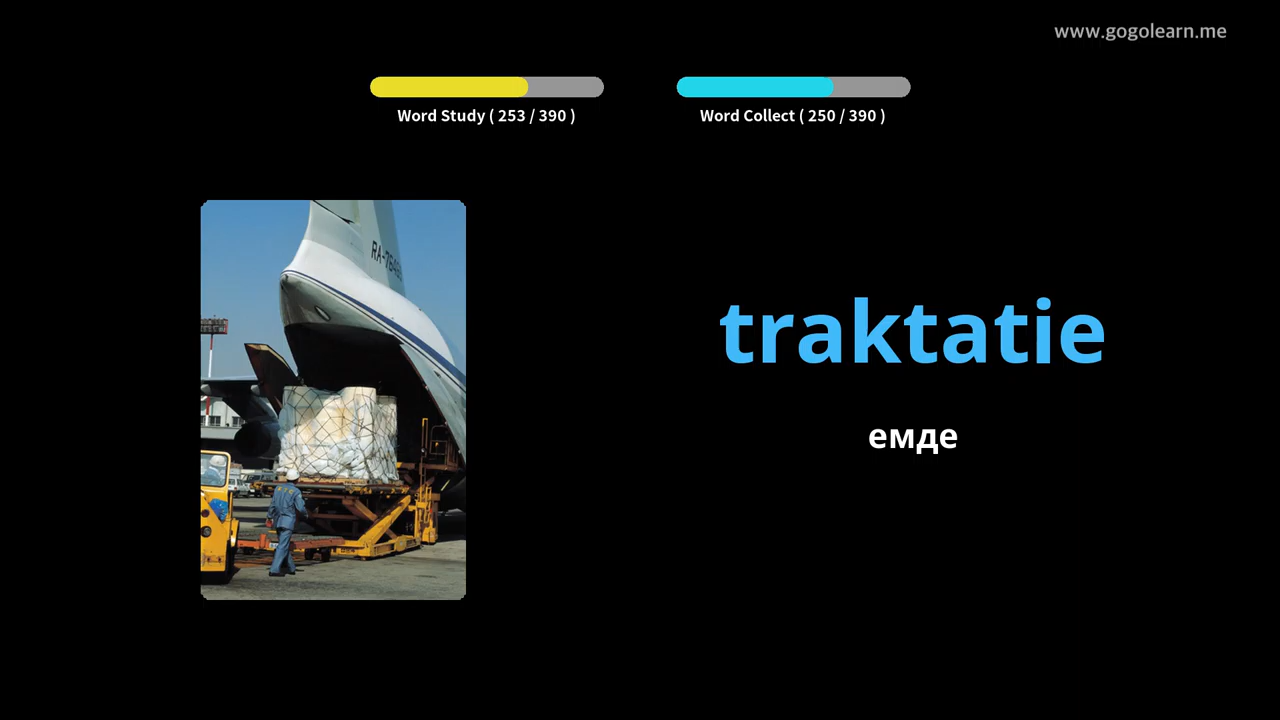 www.gogolearn.me
Word Study ( 253 / 390 )
Word Collect ( 250 / 390 )
traktatie
емде